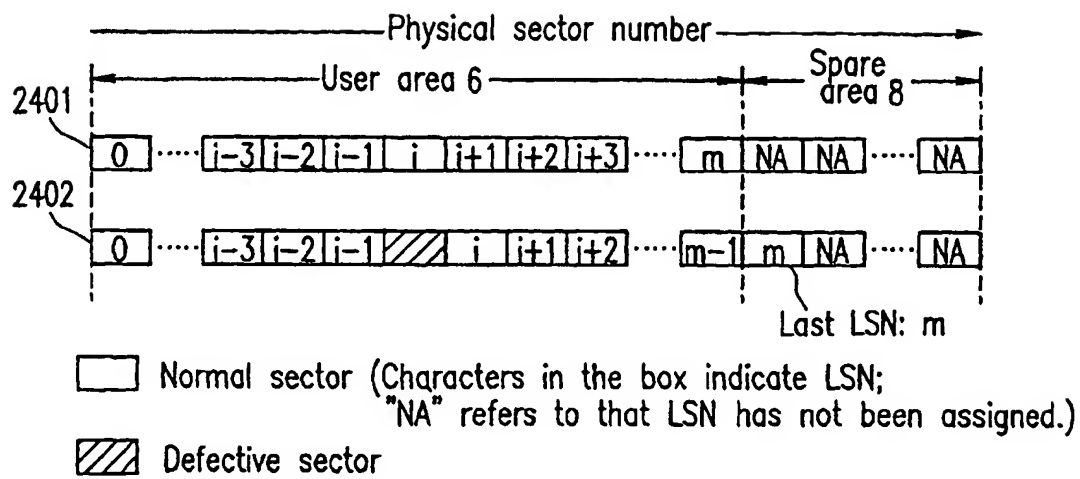 Physical sector number
User area 6 Spare area 8
2401
0 ..... i-3 i-2 i-1 i i+1 i+2 i+3 ..... m NA NA ..... NA
2402
0 ..... i-3 i-2 i-1 i i+1 i+2 ..... m-1 m NA ..... NA
Last LSN: m
Normal sector (Characters in the box indicate LSN;
"NA" refers to that LSN has not been assigned.)
Defective sector